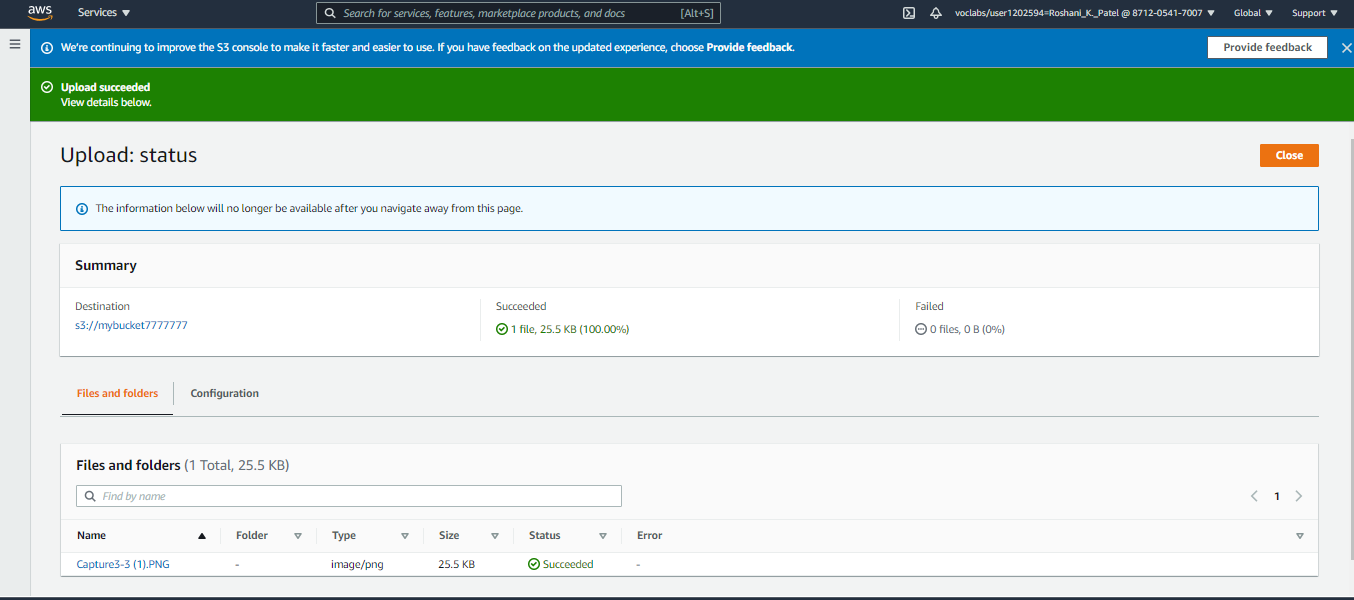 aws
Services ▼
Search for services, features, marketplace products, and docs [Alt+S]
voclabs/user1202594=Roshani_K._Patel @ 8712-0541-7007 ▼ Global ▼ Support ▼
We're continuing to improve the S3 console to make it faster and easier to use. If you have feedback on the updated experience, choose Provide feedback.
Provide feedback
Upload succeeded
View details below.
Upload: status
Close
The information below will no longer be available after you navigate away from this page.
Summary
Destination
s3://mybucket7777777
Succeeded
1 file, 25.5 KB (100.00%)
Failed
0 files, 0 B (0%)
Files and folders
Configuration
Files and folders (1 Total, 25.5 KB)
Find by name
1
Name Folder Type Size Status Error
Capture3-3 (1).PNG - image/png 25.5 KB Succeeded -